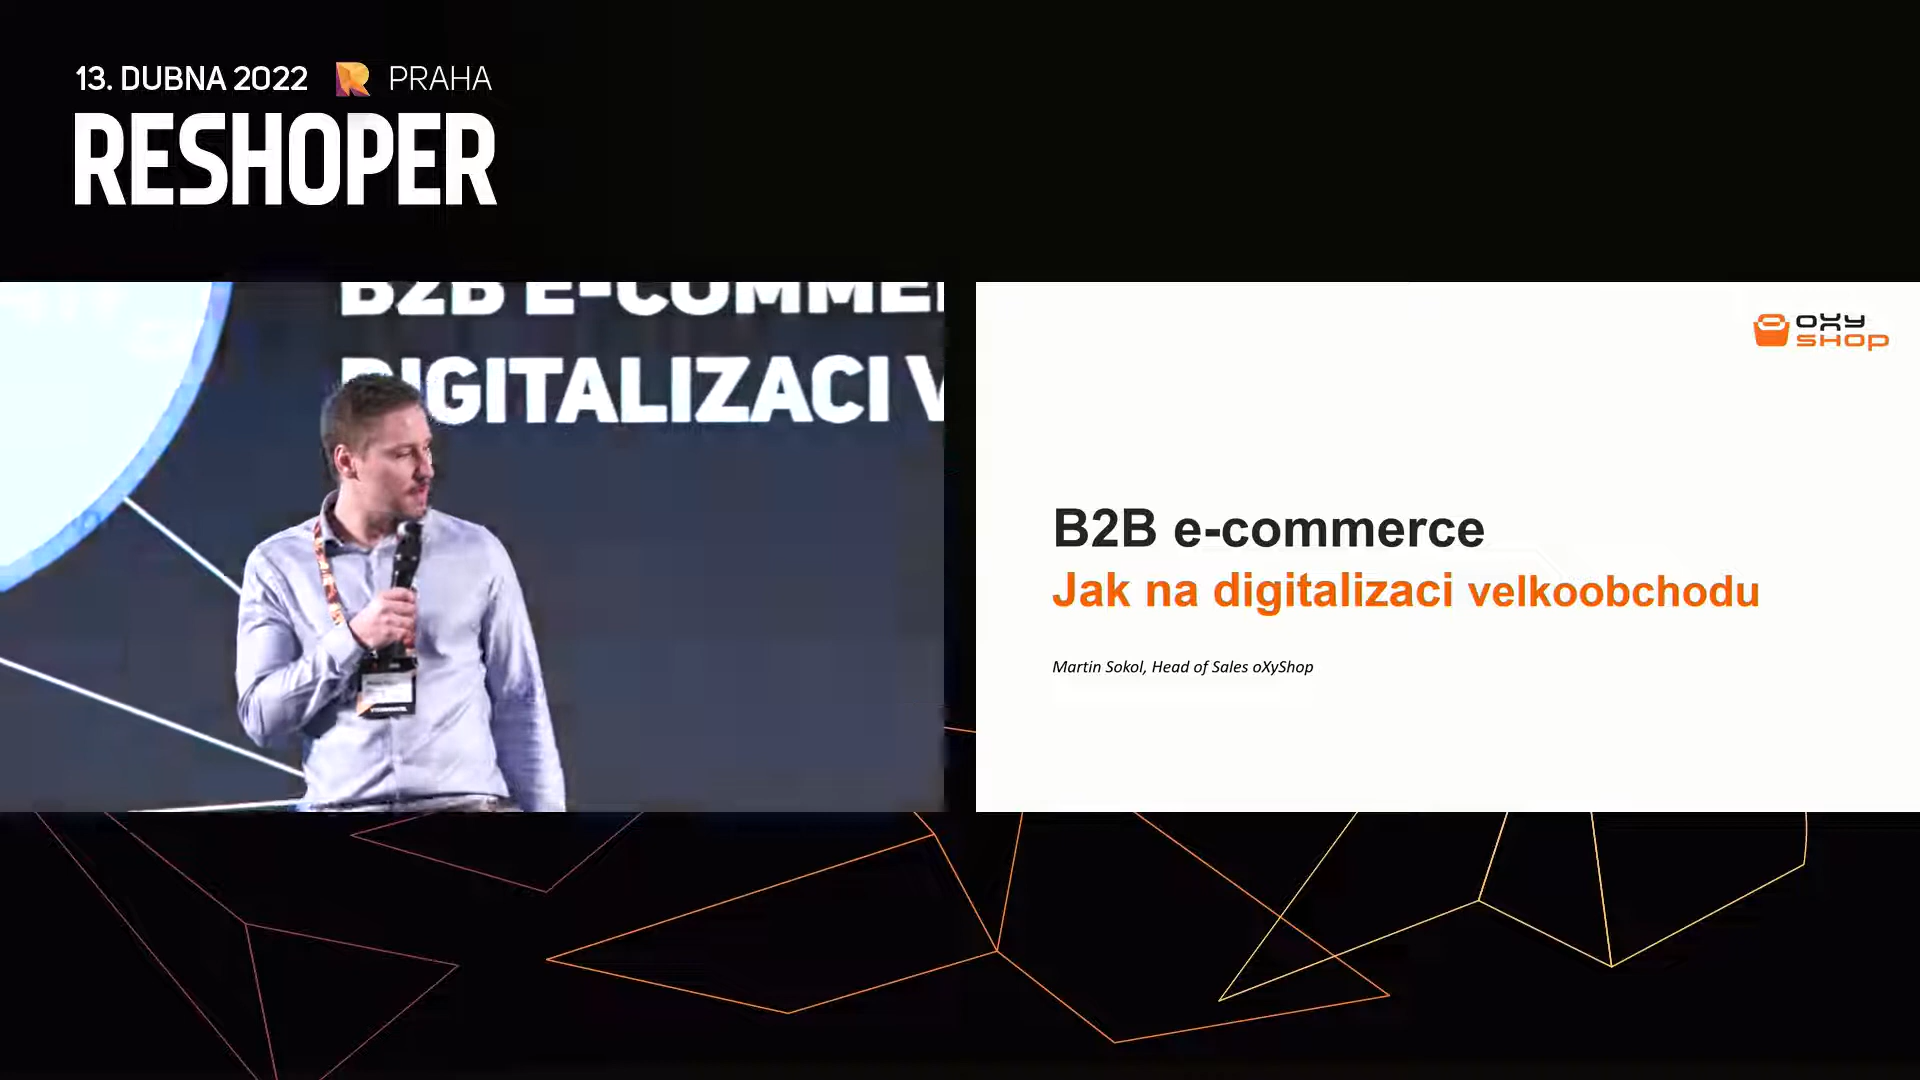 13. DUBNA 2022 PRAHA
RESHOPER
B2B E-COMME
DIGITALIZACI V
OXY
SHOP
B2B e-commerce
Jak na digitalizaci velkoobchodu
Martin Sokol, Head of Sales oXyShop